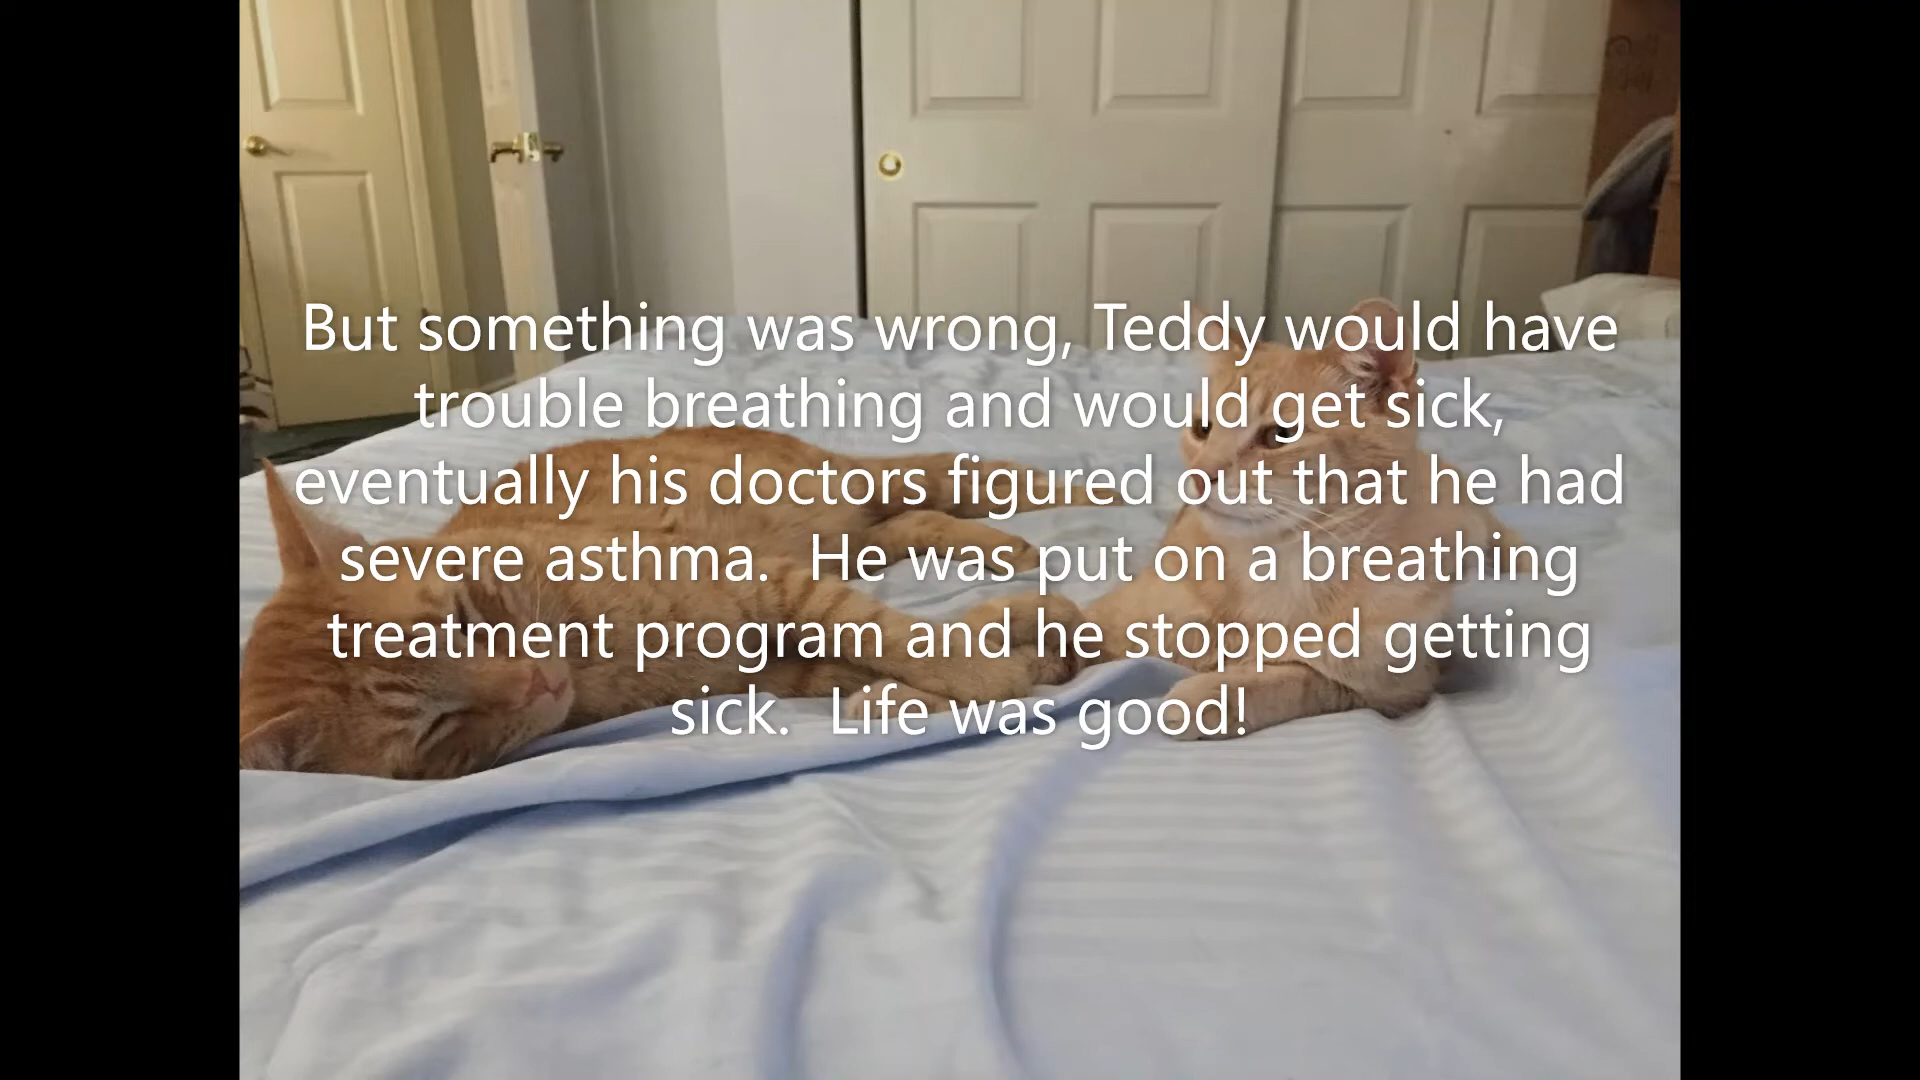 But something was wrong, Teddy would have
trouble breathing and would get sick,
eventually his doctors figured out that he had
severe asthma.  He was put on a breathing
treatment program and he stopped getting
sick.  Life was good!